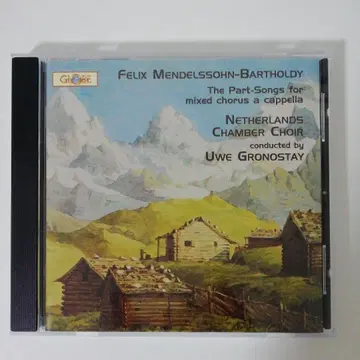 Globe
FELIX MENDELSSOHN-BARTHOLDY
The Part-Songs for
mixed chorus a cappella
NETHERLANDS
CHAMBER CHOIR
conducted by
UWE GRONOSTAY